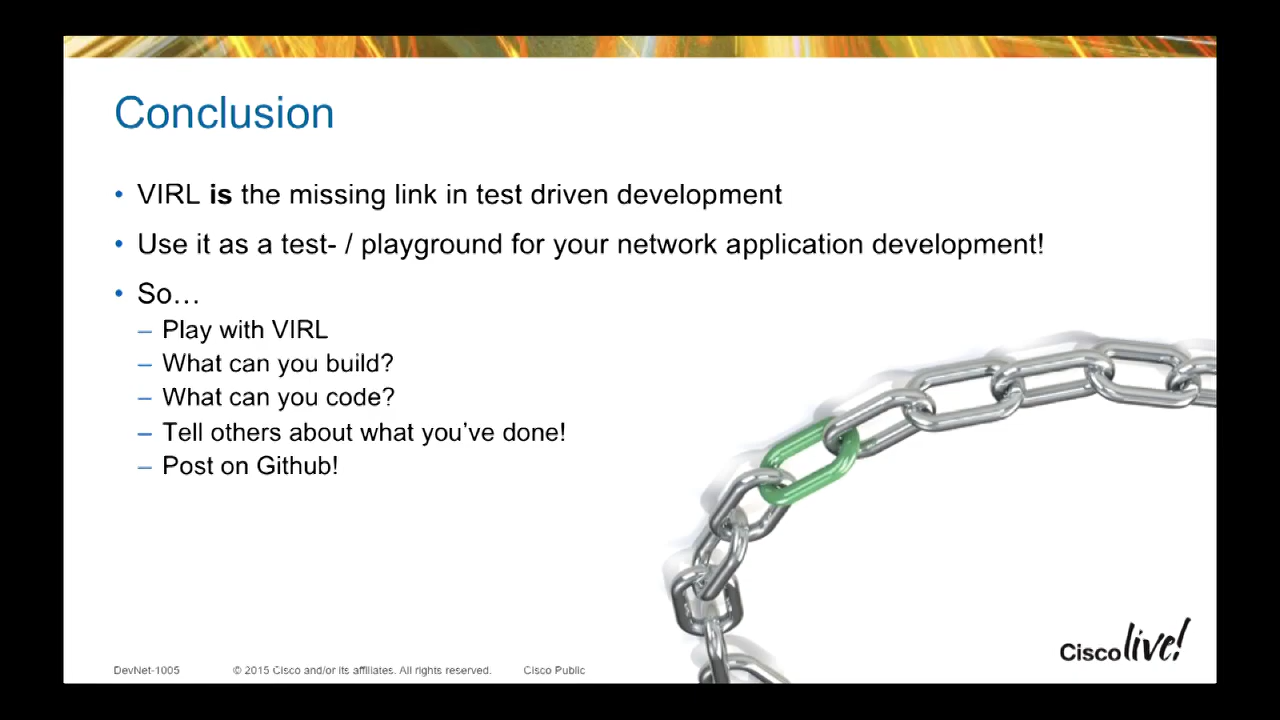 Conclusion
• VIRL is the missing link in test driven development
• Use it as a test- / playground for your network application development!
• So…
– Play with VIRL
– What can you build?
– What can you code?
– Tell others about what you’ve done!
– Post on Github!
Cisco live!
DevNet-1005 © 2015 Cisco and/or its affiliates. All rights reserved. Cisco Public